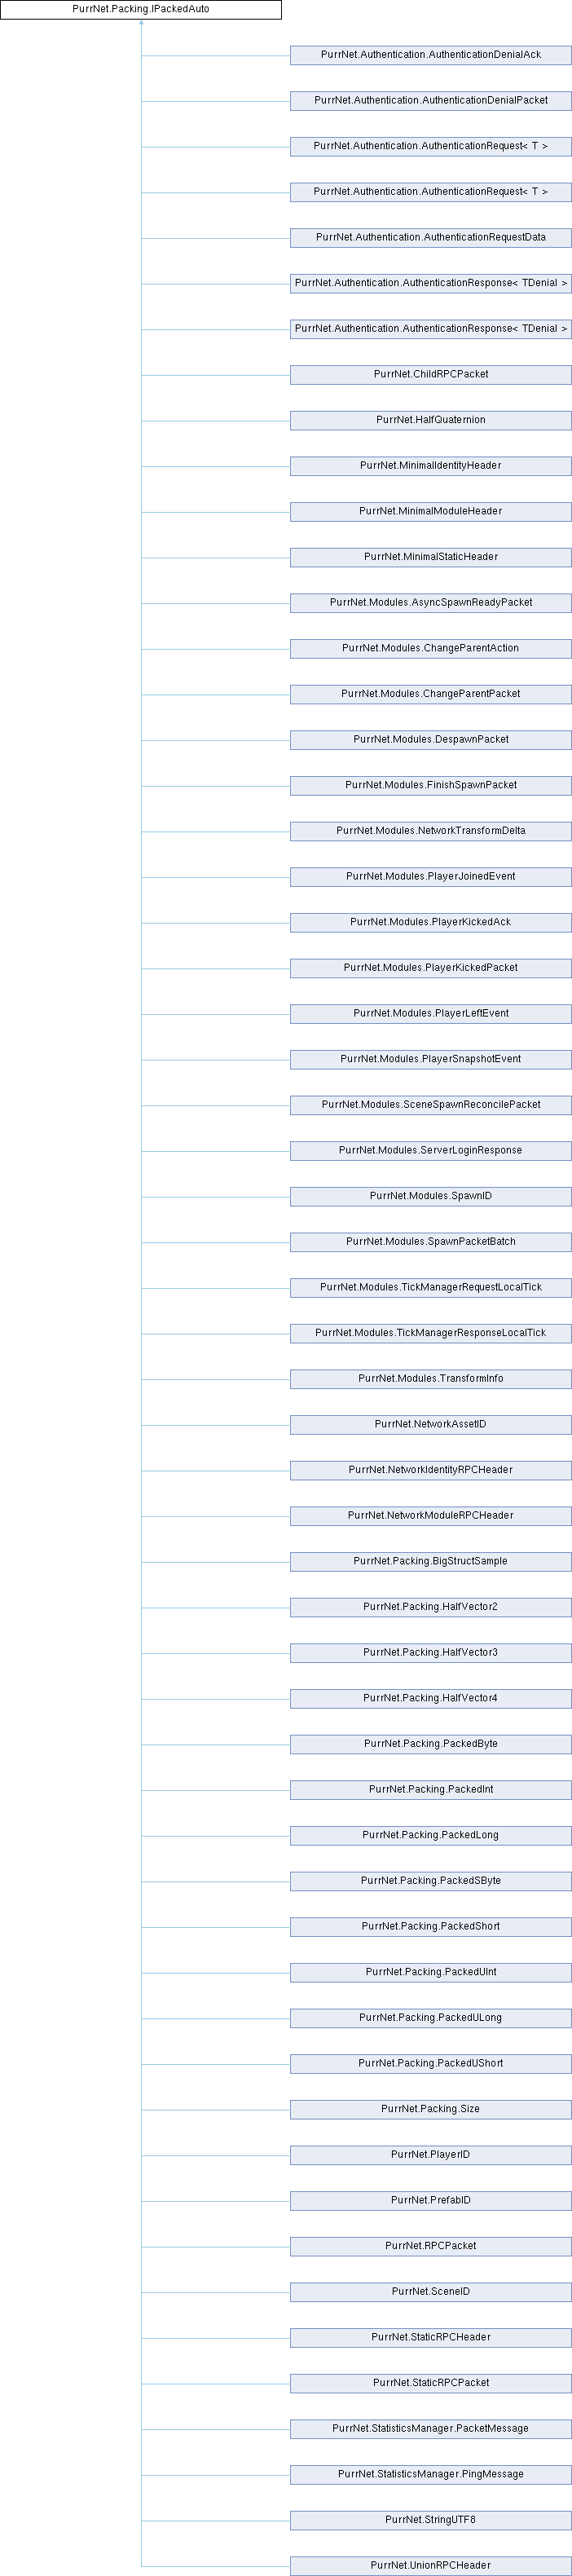 PurrNet.Packing.IPackedAuto
PurrNet.Authentication.AuthenticationDenialAck
PurrNet.Authentication.AuthenticationDenialPacket
PurrNet.Authentication.AuthenticationRequest< T >
PurrNet.Authentication.AuthenticationRequest< T >
PurrNet.Authentication.AuthenticationRequestData
PurrNet.Authentication.AuthenticationResponse< TDenial >
PurrNet.Authentication.AuthenticationResponse< TDenial >
PurrNet.ChildRPCPacket
PurrNet.HalfQuaternion
PurrNet.MinimalIdentityHeader
PurrNet.MinimalModuleHeader
PurrNet.MinimalStaticHeader
PurrNet.Modules.AsyncSpawnReadyPacket
PurrNet.Modules.ChangeParentAction
PurrNet.Modules.ChangeParentPacket
PurrNet.Modules.DespawnPacket
PurrNet.Modules.FinishSpawnPacket
PurrNet.Modules.NetworkTransformDelta
PurrNet.Modules.PlayerJoinedEvent
PurrNet.Modules.PlayerKickedAck
PurrNet.Modules.PlayerKickedPacket
PurrNet.Modules.PlayerLeftEvent
PurrNet.Modules.PlayerSnapshotEvent
PurrNet.Modules.SceneSpawnReconcilePacket
PurrNet.Modules.ServerLoginResponse
PurrNet.Modules.SpawnID
PurrNet.Modules.SpawnPacketBatch
PurrNet.Modules.TickManagerRequestLocalTick
PurrNet.Modules.TickManagerResponseLocalTick
PurrNet.Modules.TransformInfo
PurrNet.NetworkAssetID
PurrNet.NetworkIdentityRPCHeader
PurrNet.NetworkModuleRPCHeader
PurrNet.Packing.BigStructSample
PurrNet.Packing.HalfVector2
PurrNet.Packing.HalfVector3
PurrNet.Packing.HalfVector4
PurrNet.Packing.PackedByte
PurrNet.Packing.PackedInt
PurrNet.Packing.PackedLong
PurrNet.Packing.PackedSByte
PurrNet.Packing.PackedShort
PurrNet.Packing.PackedUInt
PurrNet.Packing.PackedULong
PurrNet.Packing.PackedUShort
PurrNet.Packing.Size
PurrNet.PlayerID
PurrNet.PrefabID
PurrNet.RPCPacket
PurrNet.SceneID
PurrNet.StaticRPCHeader
PurrNet.StaticRPCPacket
PurrNet.StatisticsManager.PacketMessage
PurrNet.StatisticsManager.PingMessage
PurrNet.StringUTF8
PurrNet.UnionRPCHeader